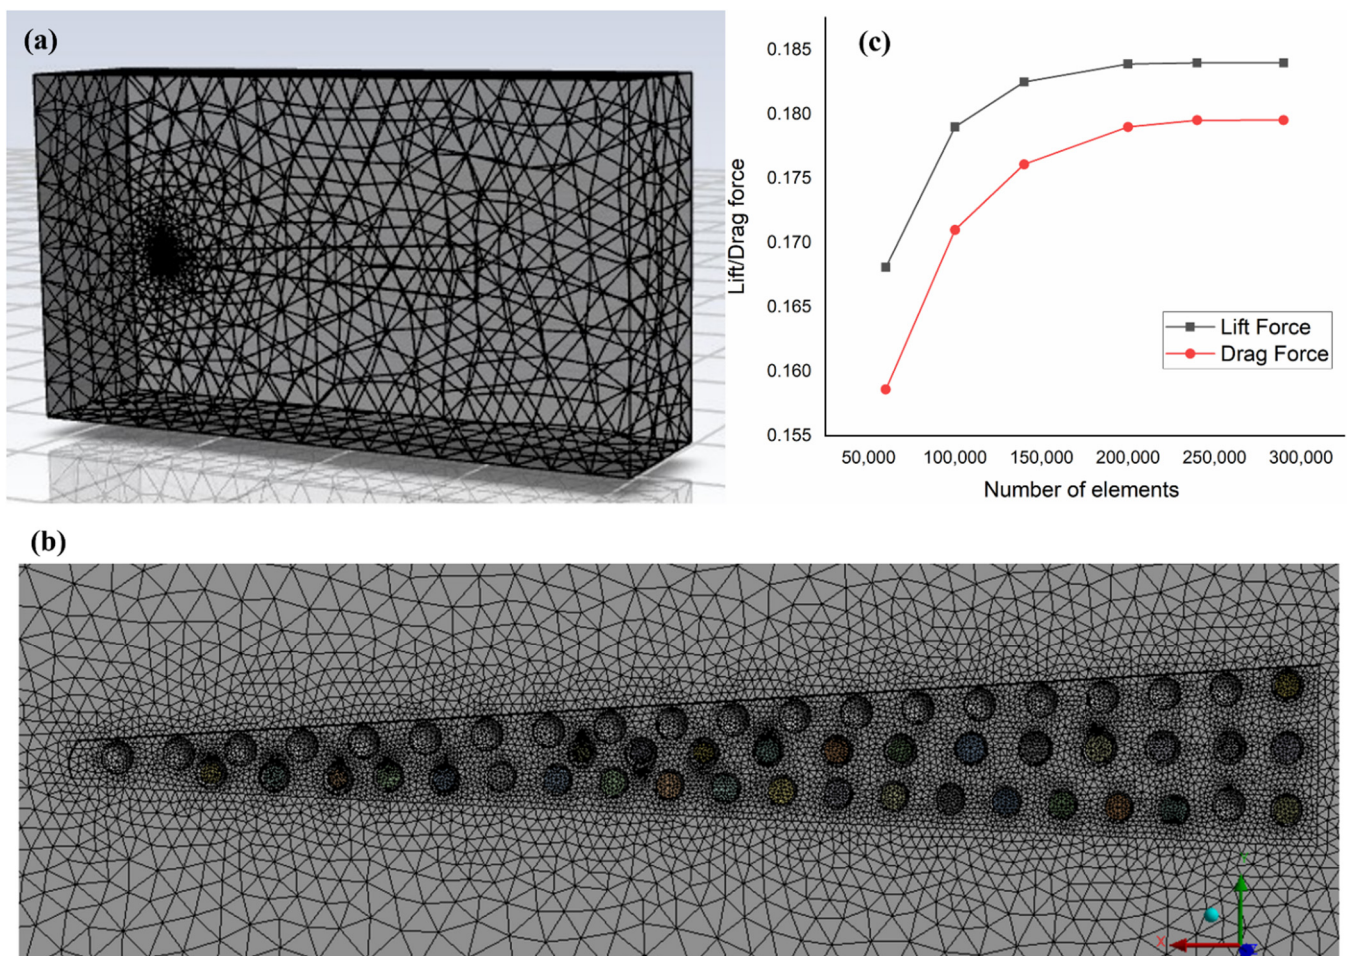 (a)
(c)
0.185
0.180
0.175
0.170
0.165
0.160
0.155
Lift/Drag force
Lift Force
Drag Force
50,000 100,000 150,000 200,000 250,000 300,000
Number of elements
(b)
X